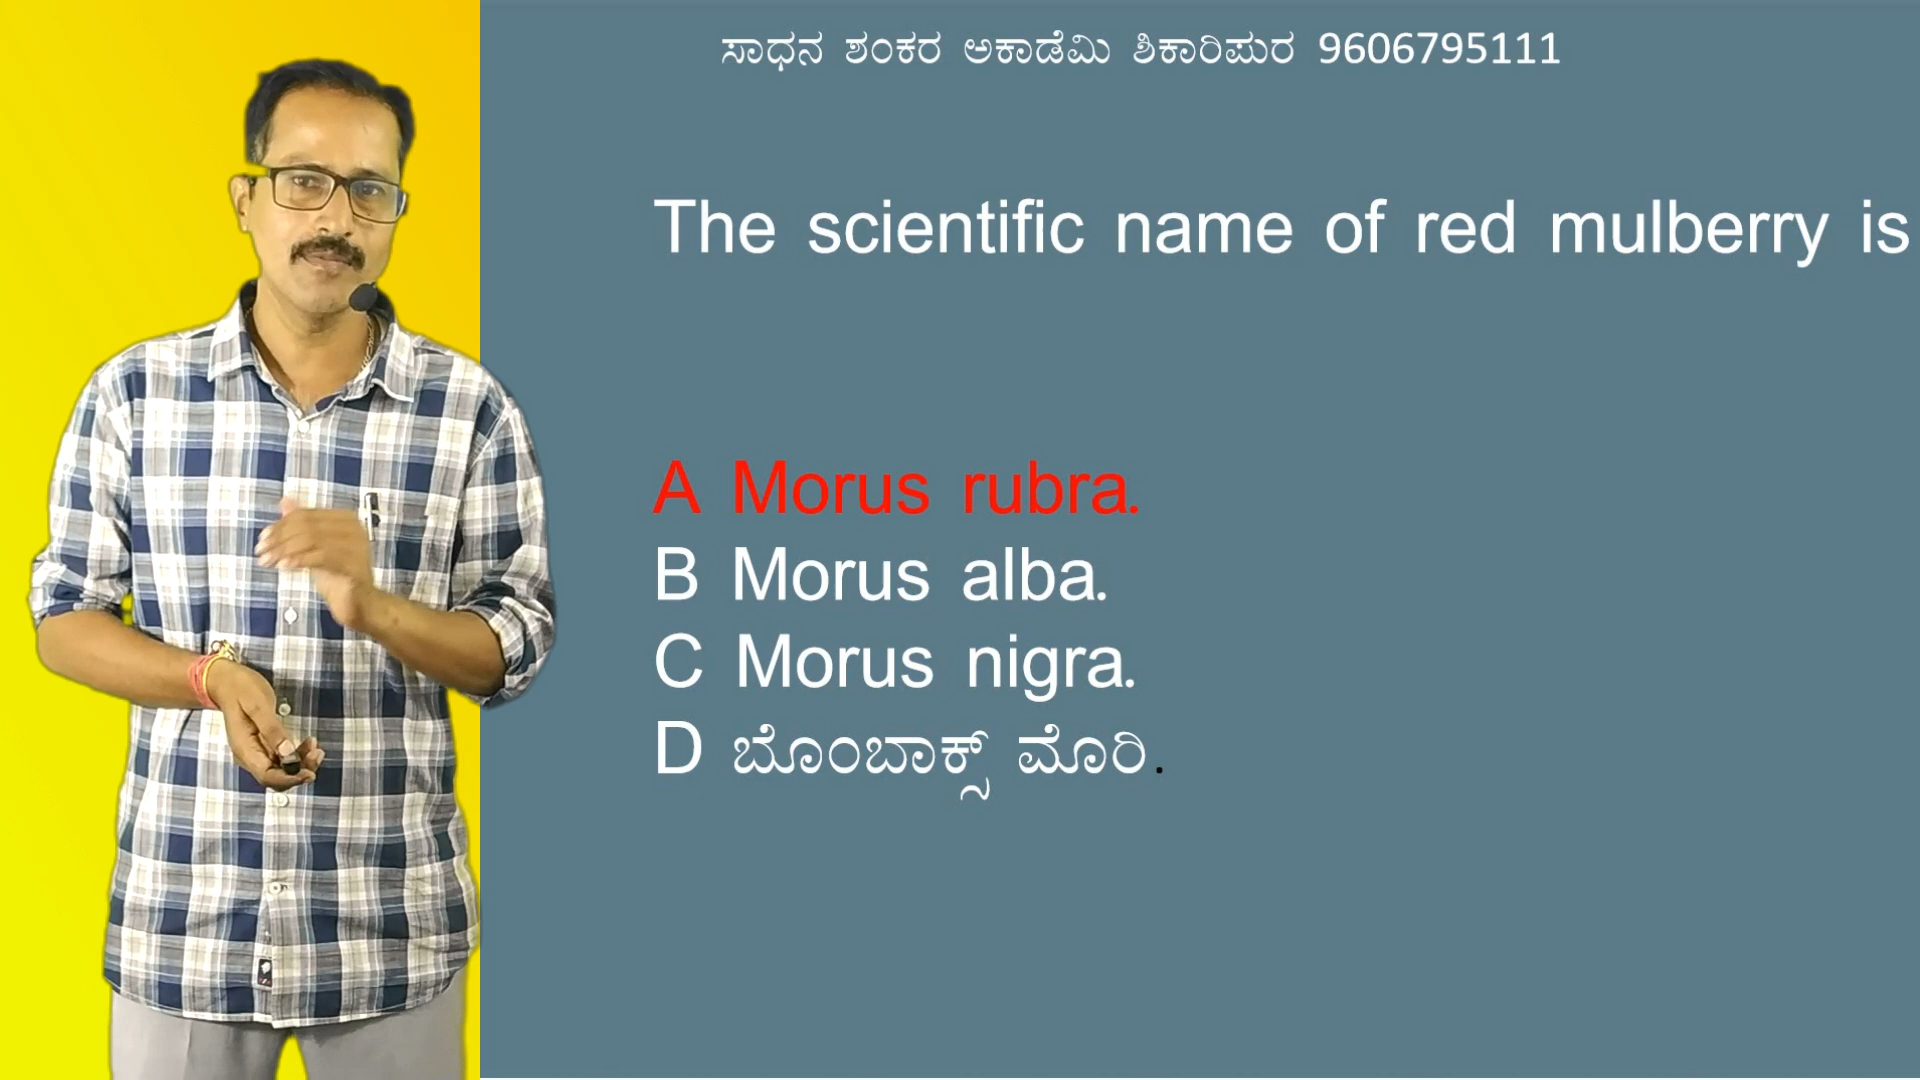 ಸಾಧನ ಶಂಕರ ಅಕಾಡೆಮಿ ಶಿಕಾರಿಪುರ 9606795111
The scientific name of red mulberry is
A Morus rubra.
B Morus alba.
C Morus nigra.
D ಬೊಂಬಾಕ್ಸ್ ಮೊರಿ.